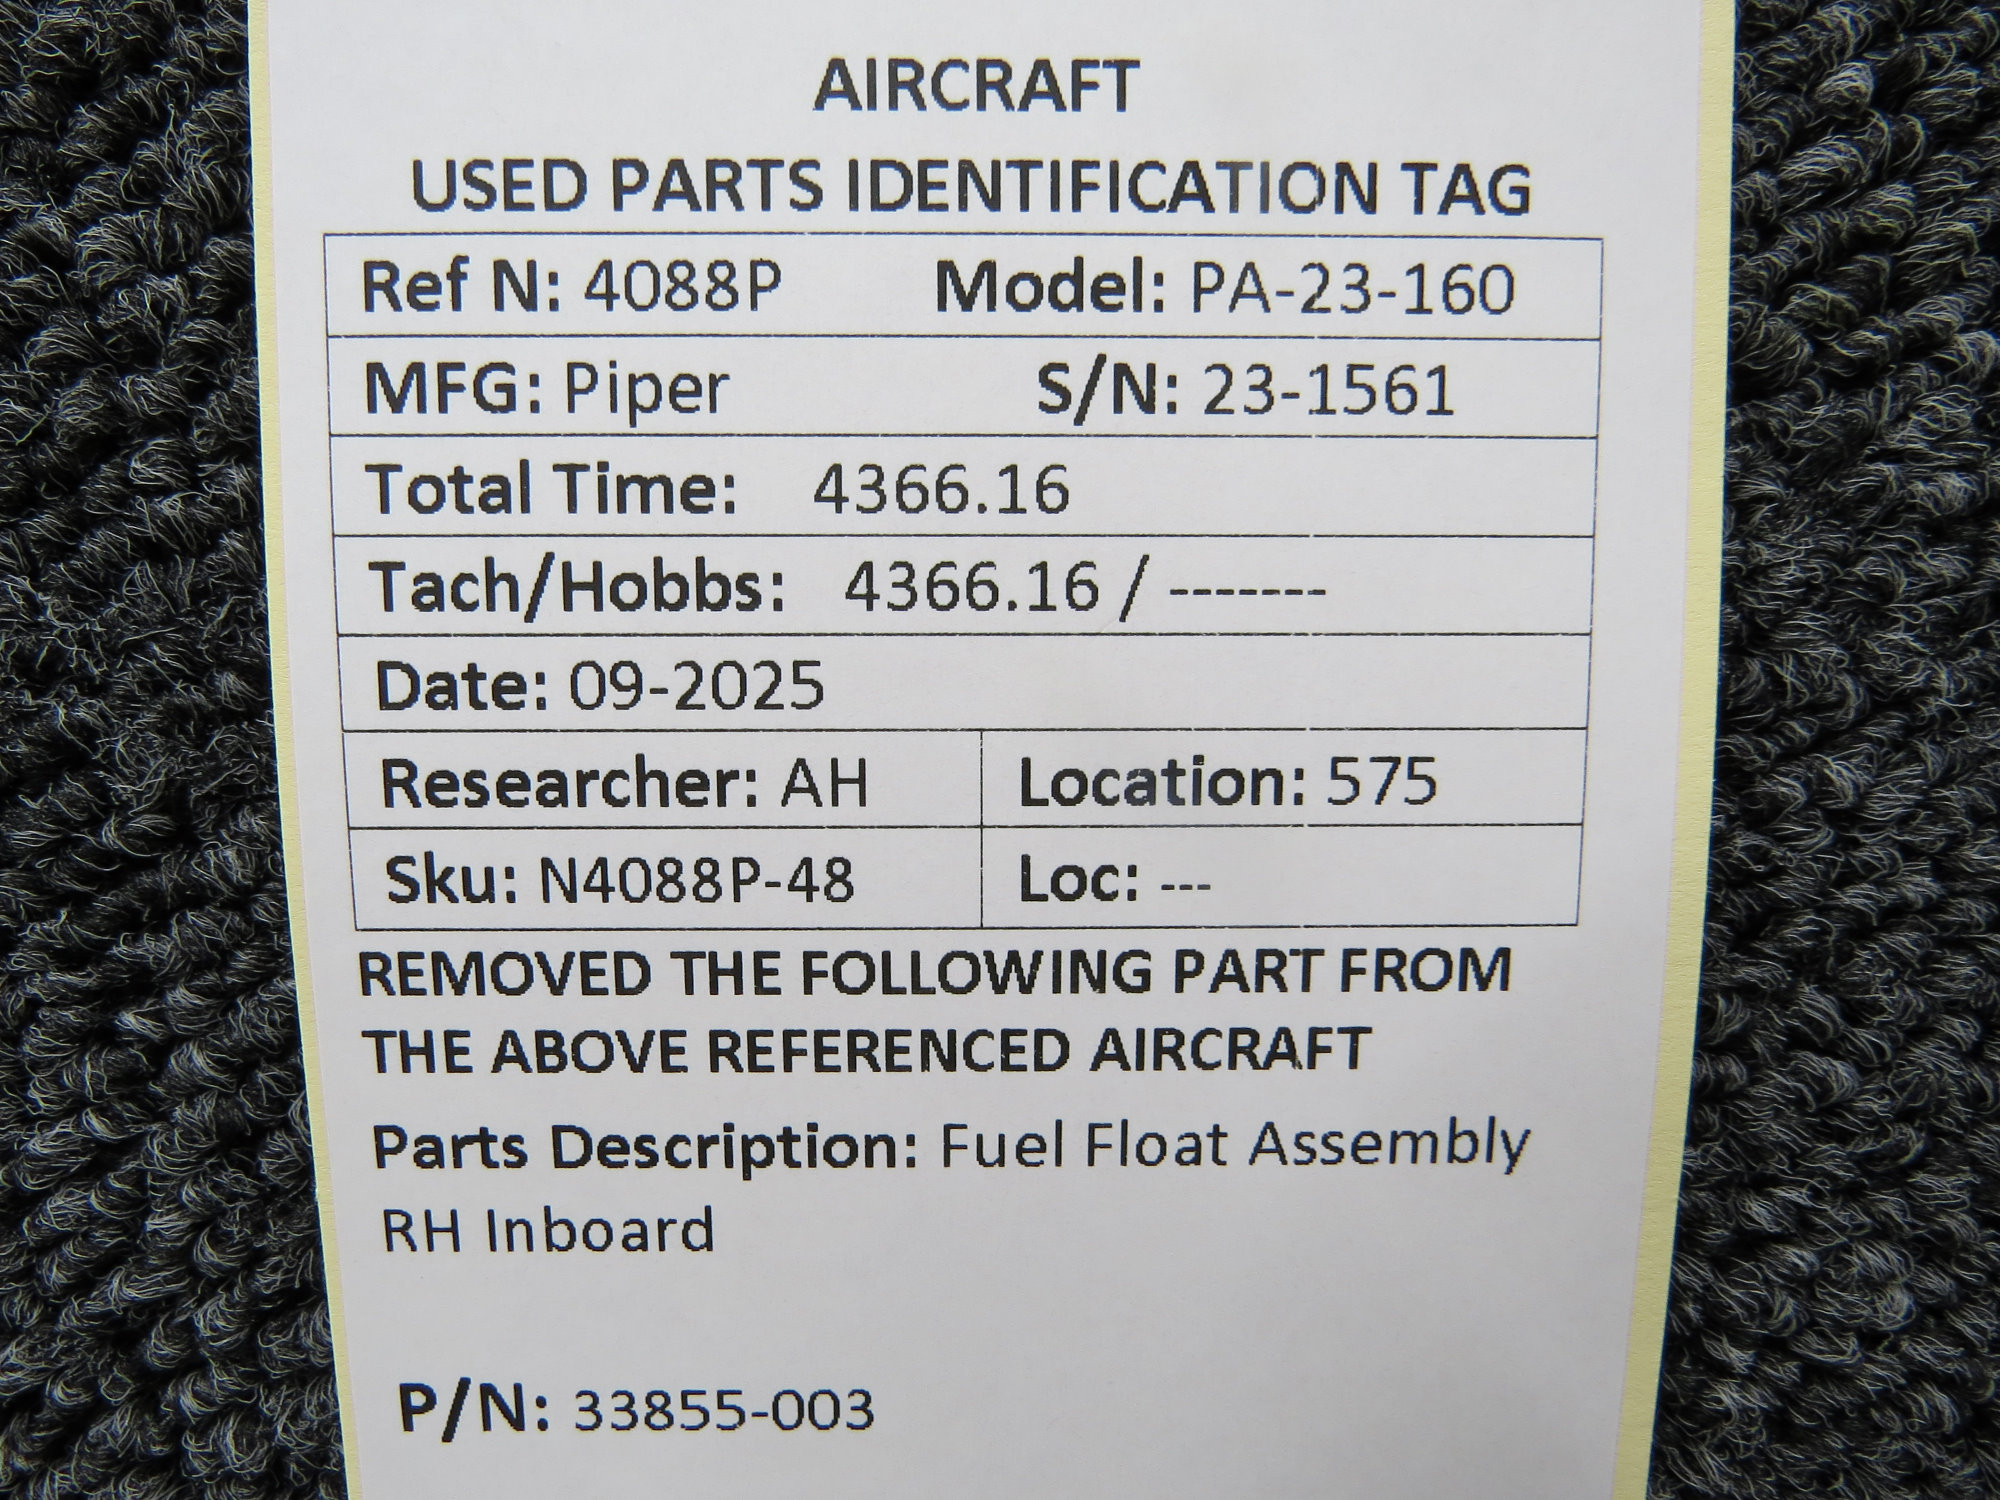 AIRCRAFT
USED PARTS IDENTIFICATION TAG
Ref N: 4088P Model: PA-23-160
MFG: Piper S/N: 23-1561
Total Time: 4366.16
Tach/Hobbs: 4366.16 / -------
Date: 09-2025
Researcher: AH Location: 575
Sku: N4088P-48 Loc: ---
REMOVED THE FOLLOWING PART FROM
THE ABOVE REFERENCED AIRCRAFT
Parts Description: Fuel Float Assembly
RH Inboard
P/N: 33855-003